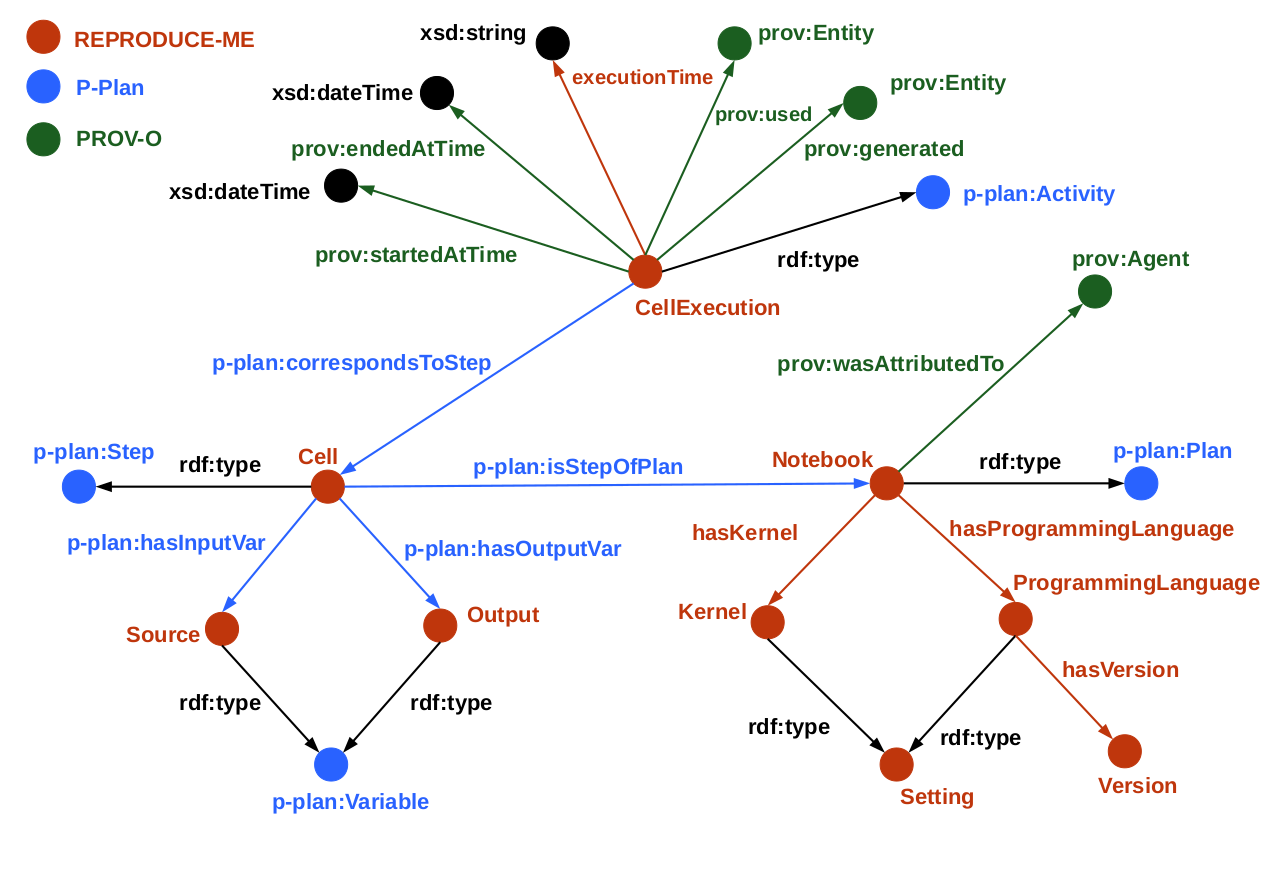 REPRODUCE-ME
P-Plan
PROV-O
xsd:string
prov:Entity
executionTime
xsd:dateTime
prov:Entity
prov:used
prov:endedAtTime
prov:generated
xsd:dateTime
p-plan:Activity
prov:startedAtTime
rdf:type
prov:Agent
CellExecution
p-plan:correspondsToStep
prov:wasAttributedTo
p-plan:Step
rdf:type
Cell
p-plan:isStepOfPlan
Notebook
rdf:type
p-plan:Plan
p-plan:hasInputVar
p-plan:hasOutputVar
hasKernel
hasProgrammingLanguage
ProgrammingLanguage
Source
Output
Kernel
hasVersion
rdf:type
rdf:type
rdf:type
rdf:type
p-plan:Variable
Setting
Version